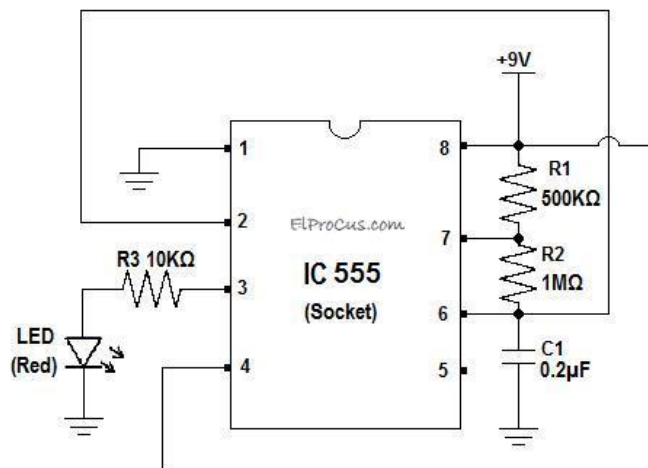 +9V
1
8
R1
500KΩ
2
ElProCus.com
7
R2
1MΩ
R3 10KΩ
3
IC 555
(Socket)
6
LED
(Red)
4
5
C1
0.2µF